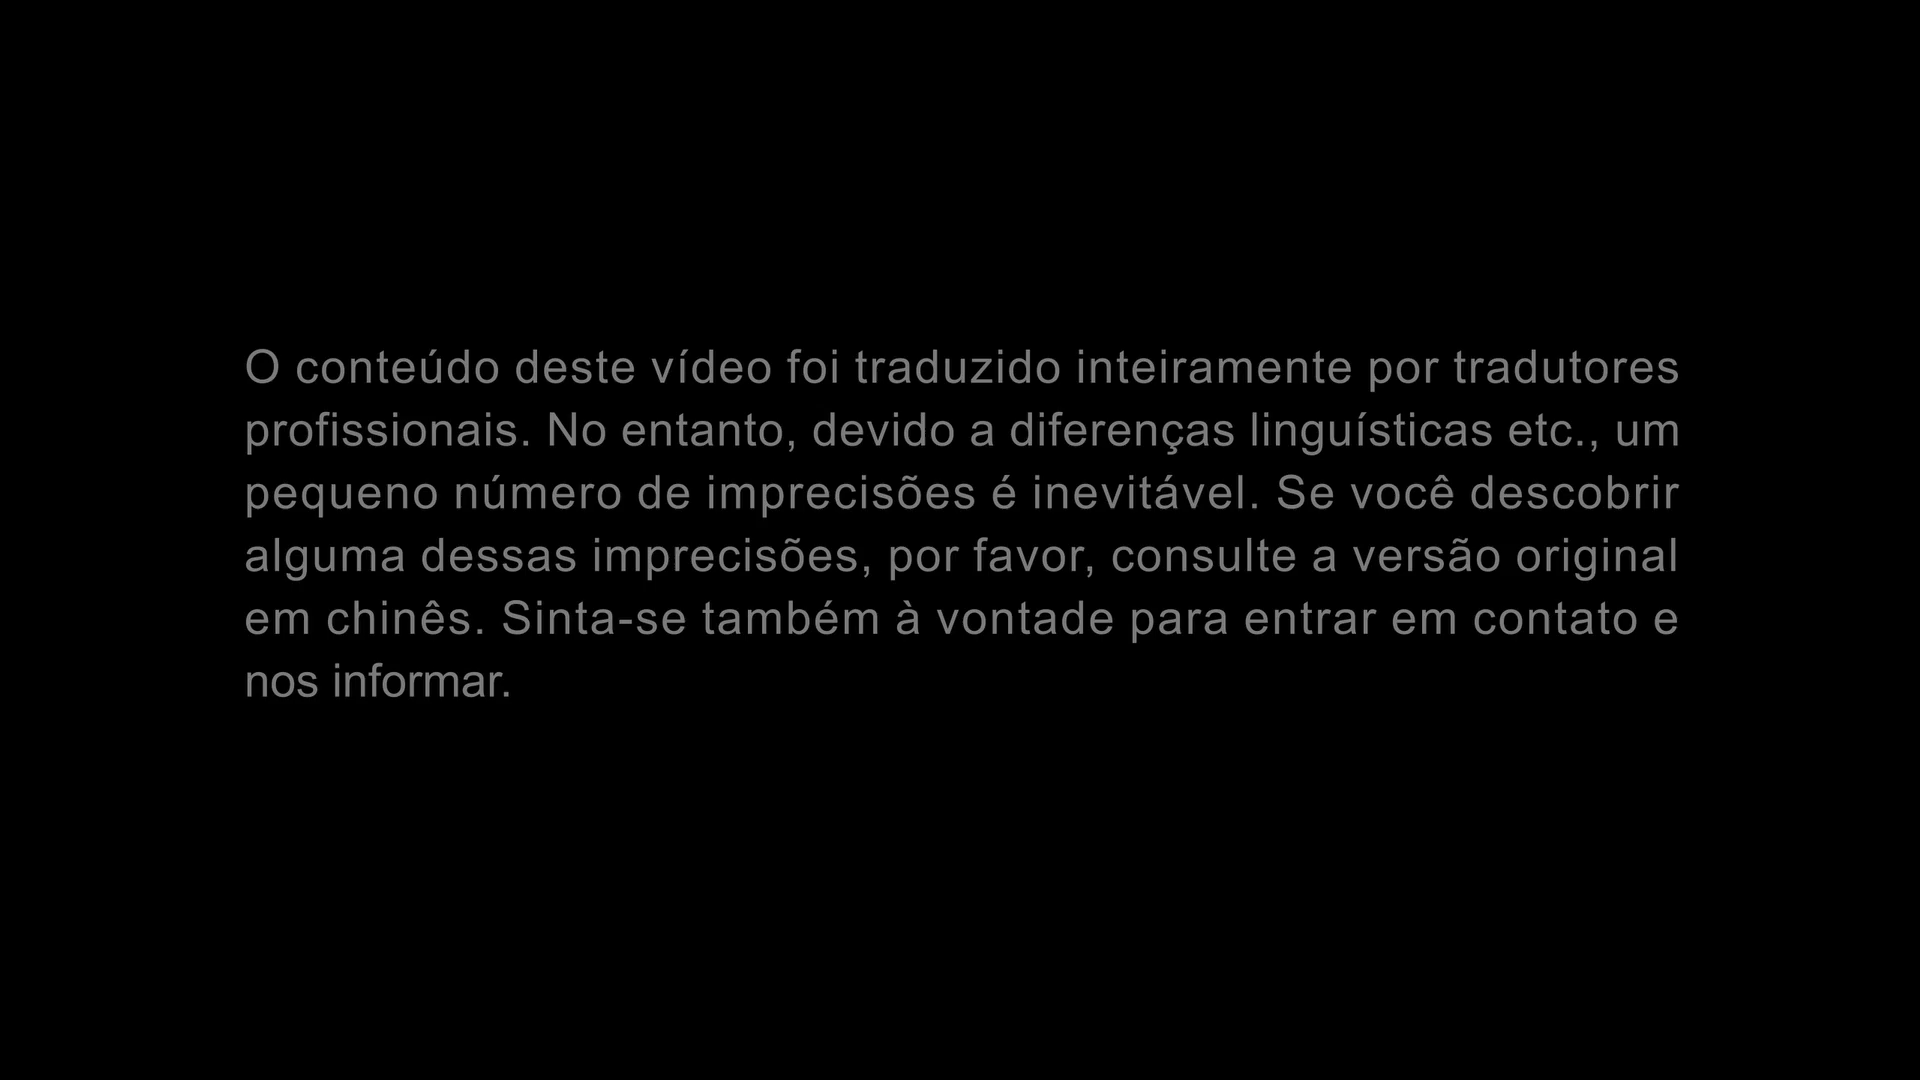 O conteúdo deste vídeo foi traduzido inteiramente por tradutores
profissionais. No entanto, devido a diferenças linguísticas etc., um
pequeno número de imprecisões é inevitável. Se você descobrir
alguma dessas imprecisões, por favor, consulte a versão original
em chinês. Sinta-se também à vontade para entrar em contato e
nos informar.